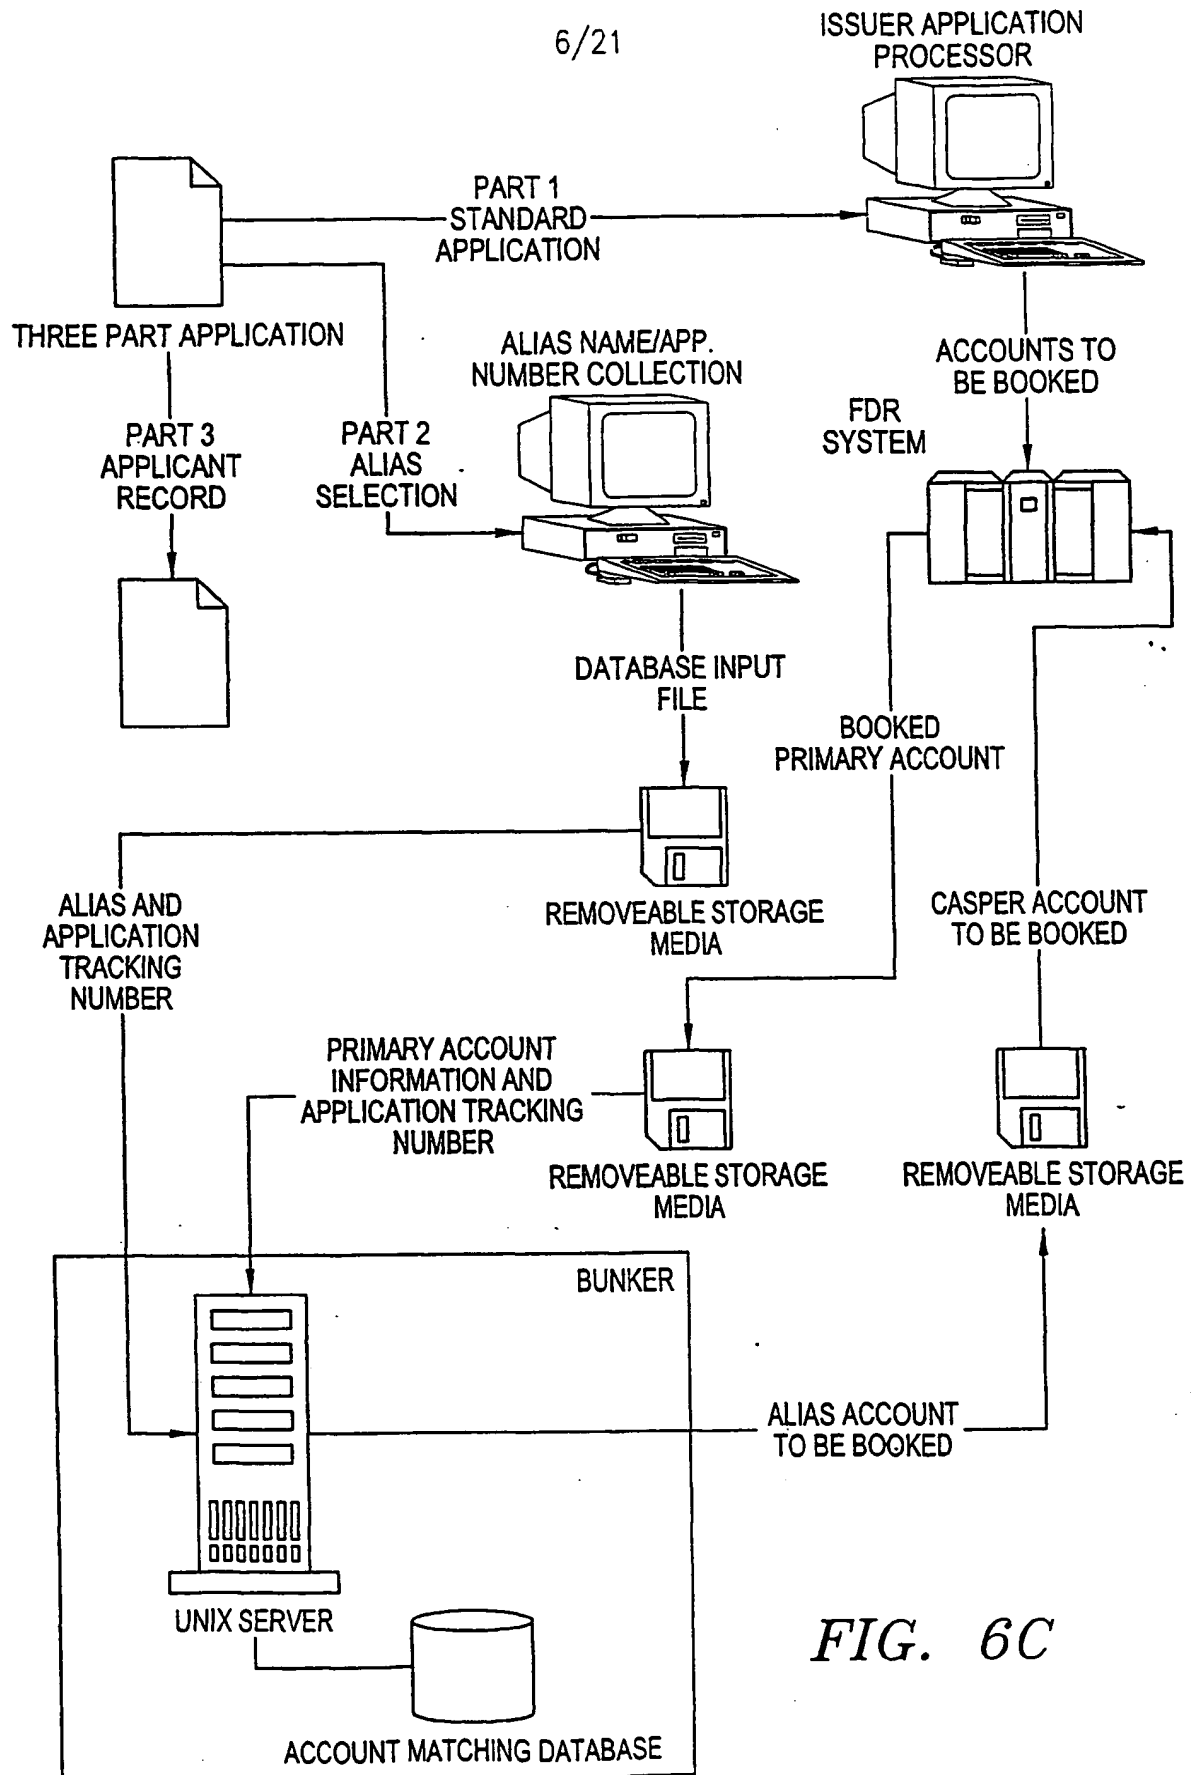 6/21
ISSUER APPLICATION
PROCESSOR
PART 1
STANDARD
APPLICATION
THREE PART APPLICATION
ALIAS NAME/APP.
NUMBER COLLECTION
ACCOUNTS TO
BE BOOKED
FDR
SYSTEM
PART 3
APPLICANT
RECORD
PART 2
ALIAS
SELECTION
DATABASE INPUT
FILE
BOOKED
PRIMARY ACCOUNT
ALIAS AND
APPLICATION
TRACKING
NUMBER
REMOVEABLE STORAGE
MEDIA
CASPER ACCOUNT
TO BE BOOKED
PRIMARY ACCOUNT
INFORMATION AND
APPLICATION TRACKING
NUMBER
REMOVEABLE STORAGE
MEDIA
REMOVEABLE STORAGE
MEDIA
BUNKER
ALIAS ACCOUNT
TO BE BOOKED
UNIX SERVER
ACCOUNT MATCHING DATABASE
FIG. 6C